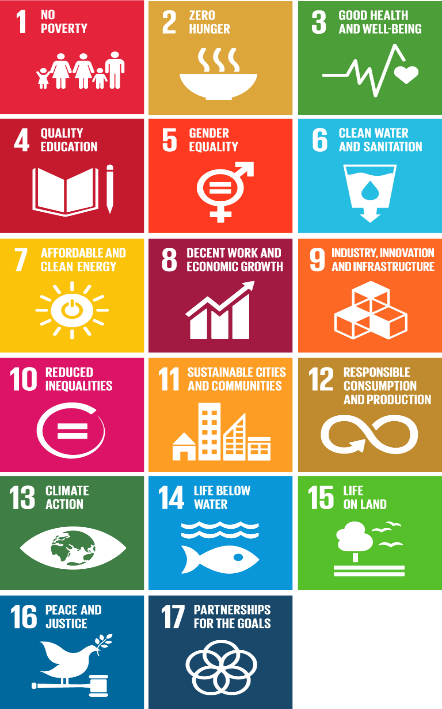 1 NO
POVERTY
2 ZERO
HUNGER
3 GOOD HEALTH
AND WELL-BEING
4 QUALITY
EDUCATION
5 GENDER
EQUALITY
6 CLEAN WATER
AND SANITATION
7 AFFORDABLE AND
CLEAN ENERGY
8 DECENT WORK AND
ECONOMIC GROWTH
9 INDUSTRY, INNOVATION
AND INFRASTRUCTURE
10 REDUCED
INEQUALITIES
11 SUSTAINABLE CITIES
AND COMMUNITIES
12 RESPONSIBLE
CONSUMPTION
AND PRODUCTION
13 CLIMATE
ACTION
14 LIFE BELOW
WATER
15 LIFE
ON LAND
16 PEACE AND
JUSTICE
17 PARTNERSHIPS
FOR THE GOALS